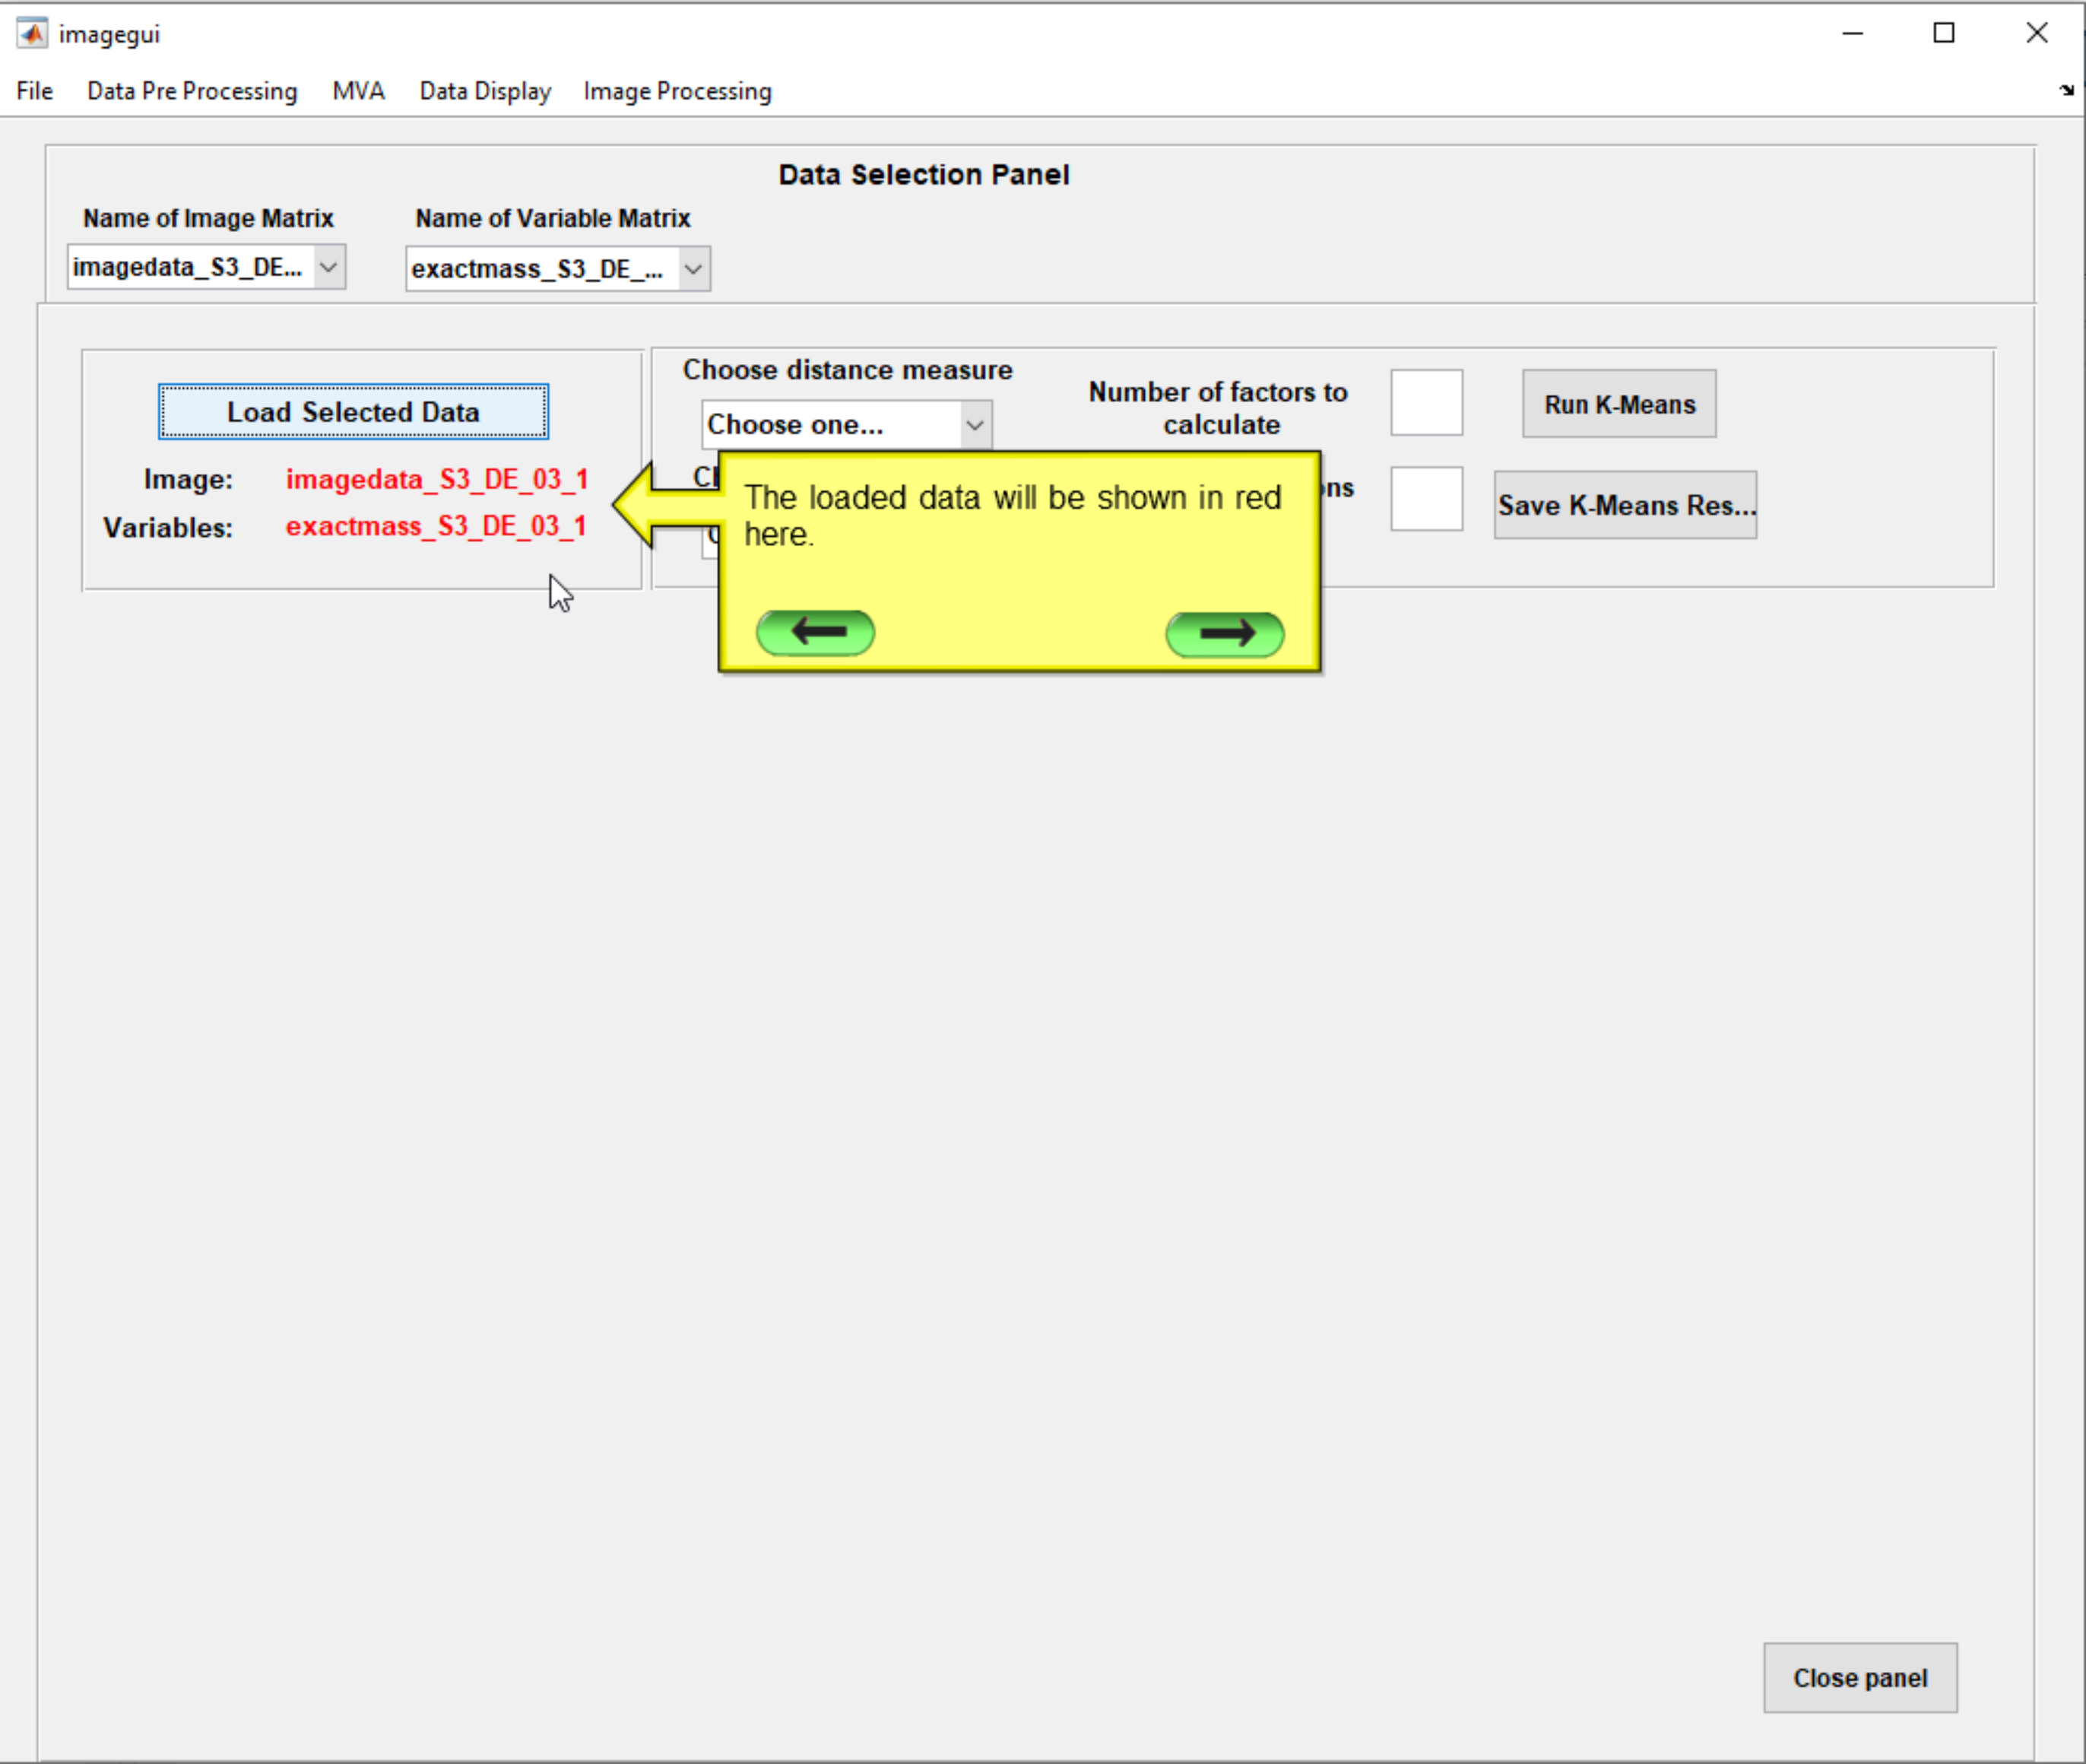 imagegui
File Data Pre Processing MVA Data Display Image Processing
Data Selection Panel
Name of Image Matrix Name of Variable Matrix
imagedata_S3_DE... exactmass_S3_DE_...
Load Selected Data
Image: imagedata_S3_DE_03_1
Variables: exactmass_S3_DE_03_1
Choose distance measure
Choose one...
Number of factors to
calculate
Run K-Means
Save K-Means Res...
The loaded data will be shown in red
here.
Close panel